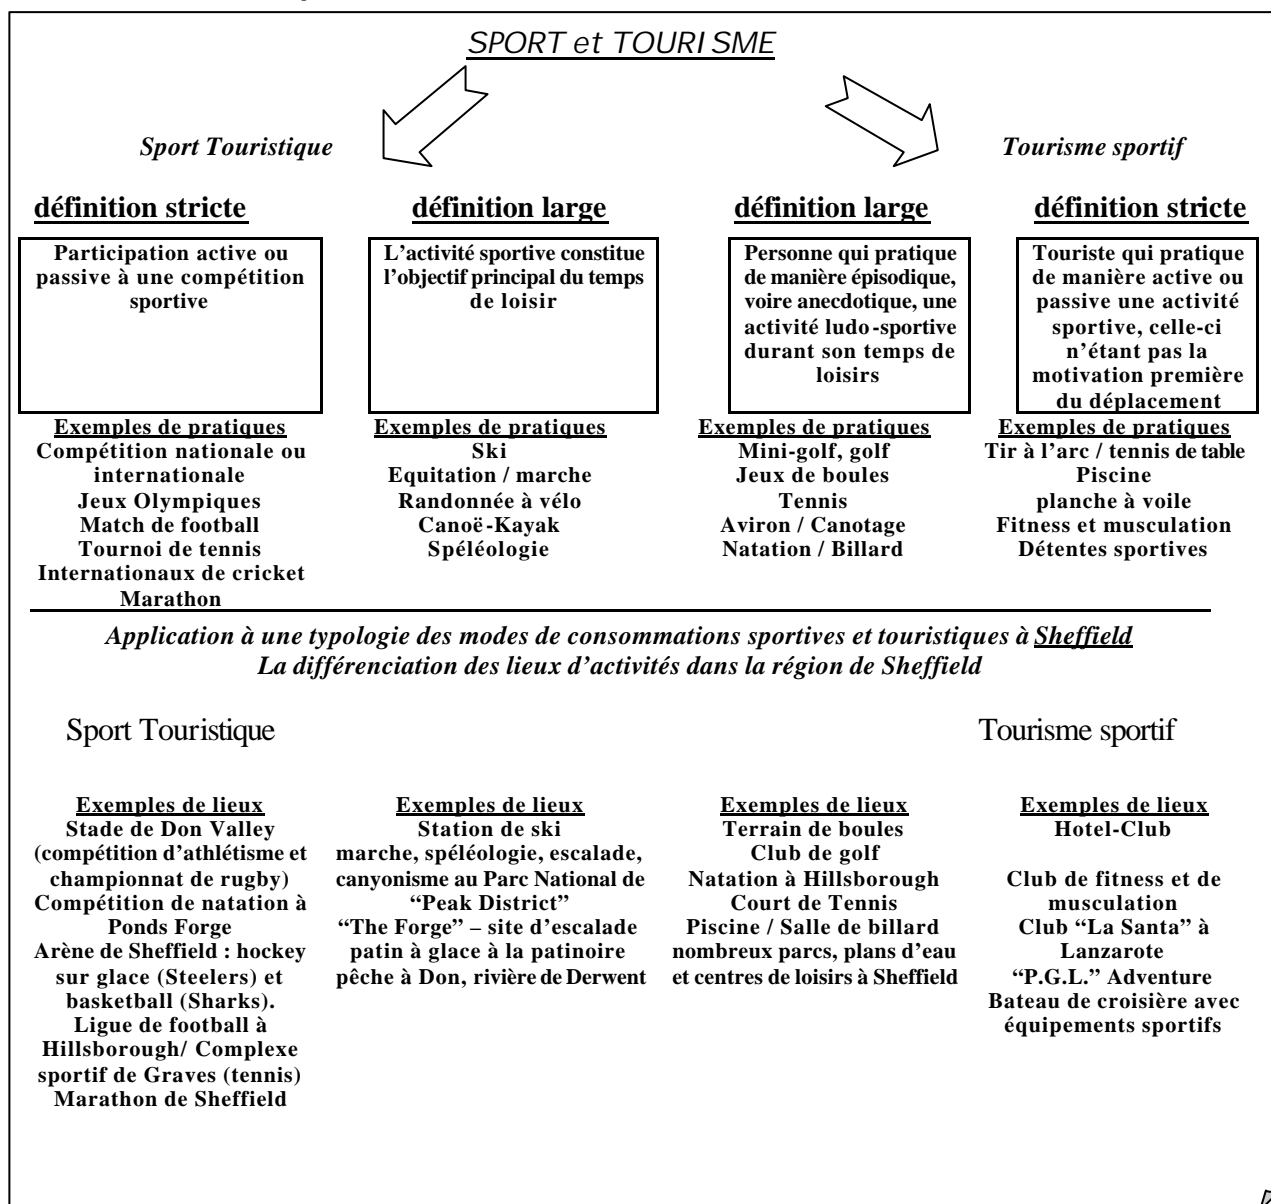 SPORT et TOURISME
Sport Touristique
Tourisme sportif
définition stricte
Participation active ou
passive à une compétition
sportive
Exemples de pratiques
Compétition nationale ou
internationale
Jeux Olympiques
Match de football
Tournoi de tennis
Internationaux de cricket
Marathon
définition large
L'activité sportive constitue
l'objectif principal du temps
de loisir
Exemples de pratiques
Ski
Equitation / marche
Randonnée à vélo
Canoë-Kayak
Spéléologie
définition large
Personne qui pratique
de manière épisodique,
voire anecdotique, une
activité ludo-sportive
durant son temps de
loisirs
Exemples de pratiques
Mini-golf, golf
Jeux de boules
Tennis
Aviron / Canotage
Natation / Billard
définition stricte
Touriste qui pratique
de manière active ou
passive une activité
sportive, celle-ci
n'étant pas la
motivation première
du déplacement
Exemples de pratiques
Tir à l'arc / tennis de table
Piscine
planche à voile
Fitness et musculation
Détentes sportives
Application à une typologie des modes de consommations sportives et touristiques à Sheffield
La différenciation des lieux d'activités dans la région de Sheffield
Sport Touristique
Tourisme sportif
Exemples de lieux
Stade de Don Valley
(compétition d'athlétisme et
championnat de rugby)
Compétition de natation à
Ponds Forge
Arène de Sheffield : hockey
sur glace (Steelers) et
basketball (Sharks).
Ligue de football à
Hillsborough/ Complexe
sportif de Graves (tennis)
Marathon de Sheffield
Exemples de lieux
Station de ski
marche, spéléologie, escalade,
canyonisme au Parc National de
“Peak District”
“The Forge” – site d'escalade
patin à glace à la patinoire
pêche à Don, rivière de Derwent
Exemples de lieux
Terrain de boules
Club de golf
Natation à Hillsborough
Court de Tennis
Piscine / Salle de billard
nombreux parcs, plans d'eau
et centres de loisirs à Sheffield
Exemples de lieux
Hotel-Club
Club de fitness et de
musculation
Club “La Santa” à
Lanzarote
“P.G.L.” Adventure
Bateau de croisière avec
équipements sportifs